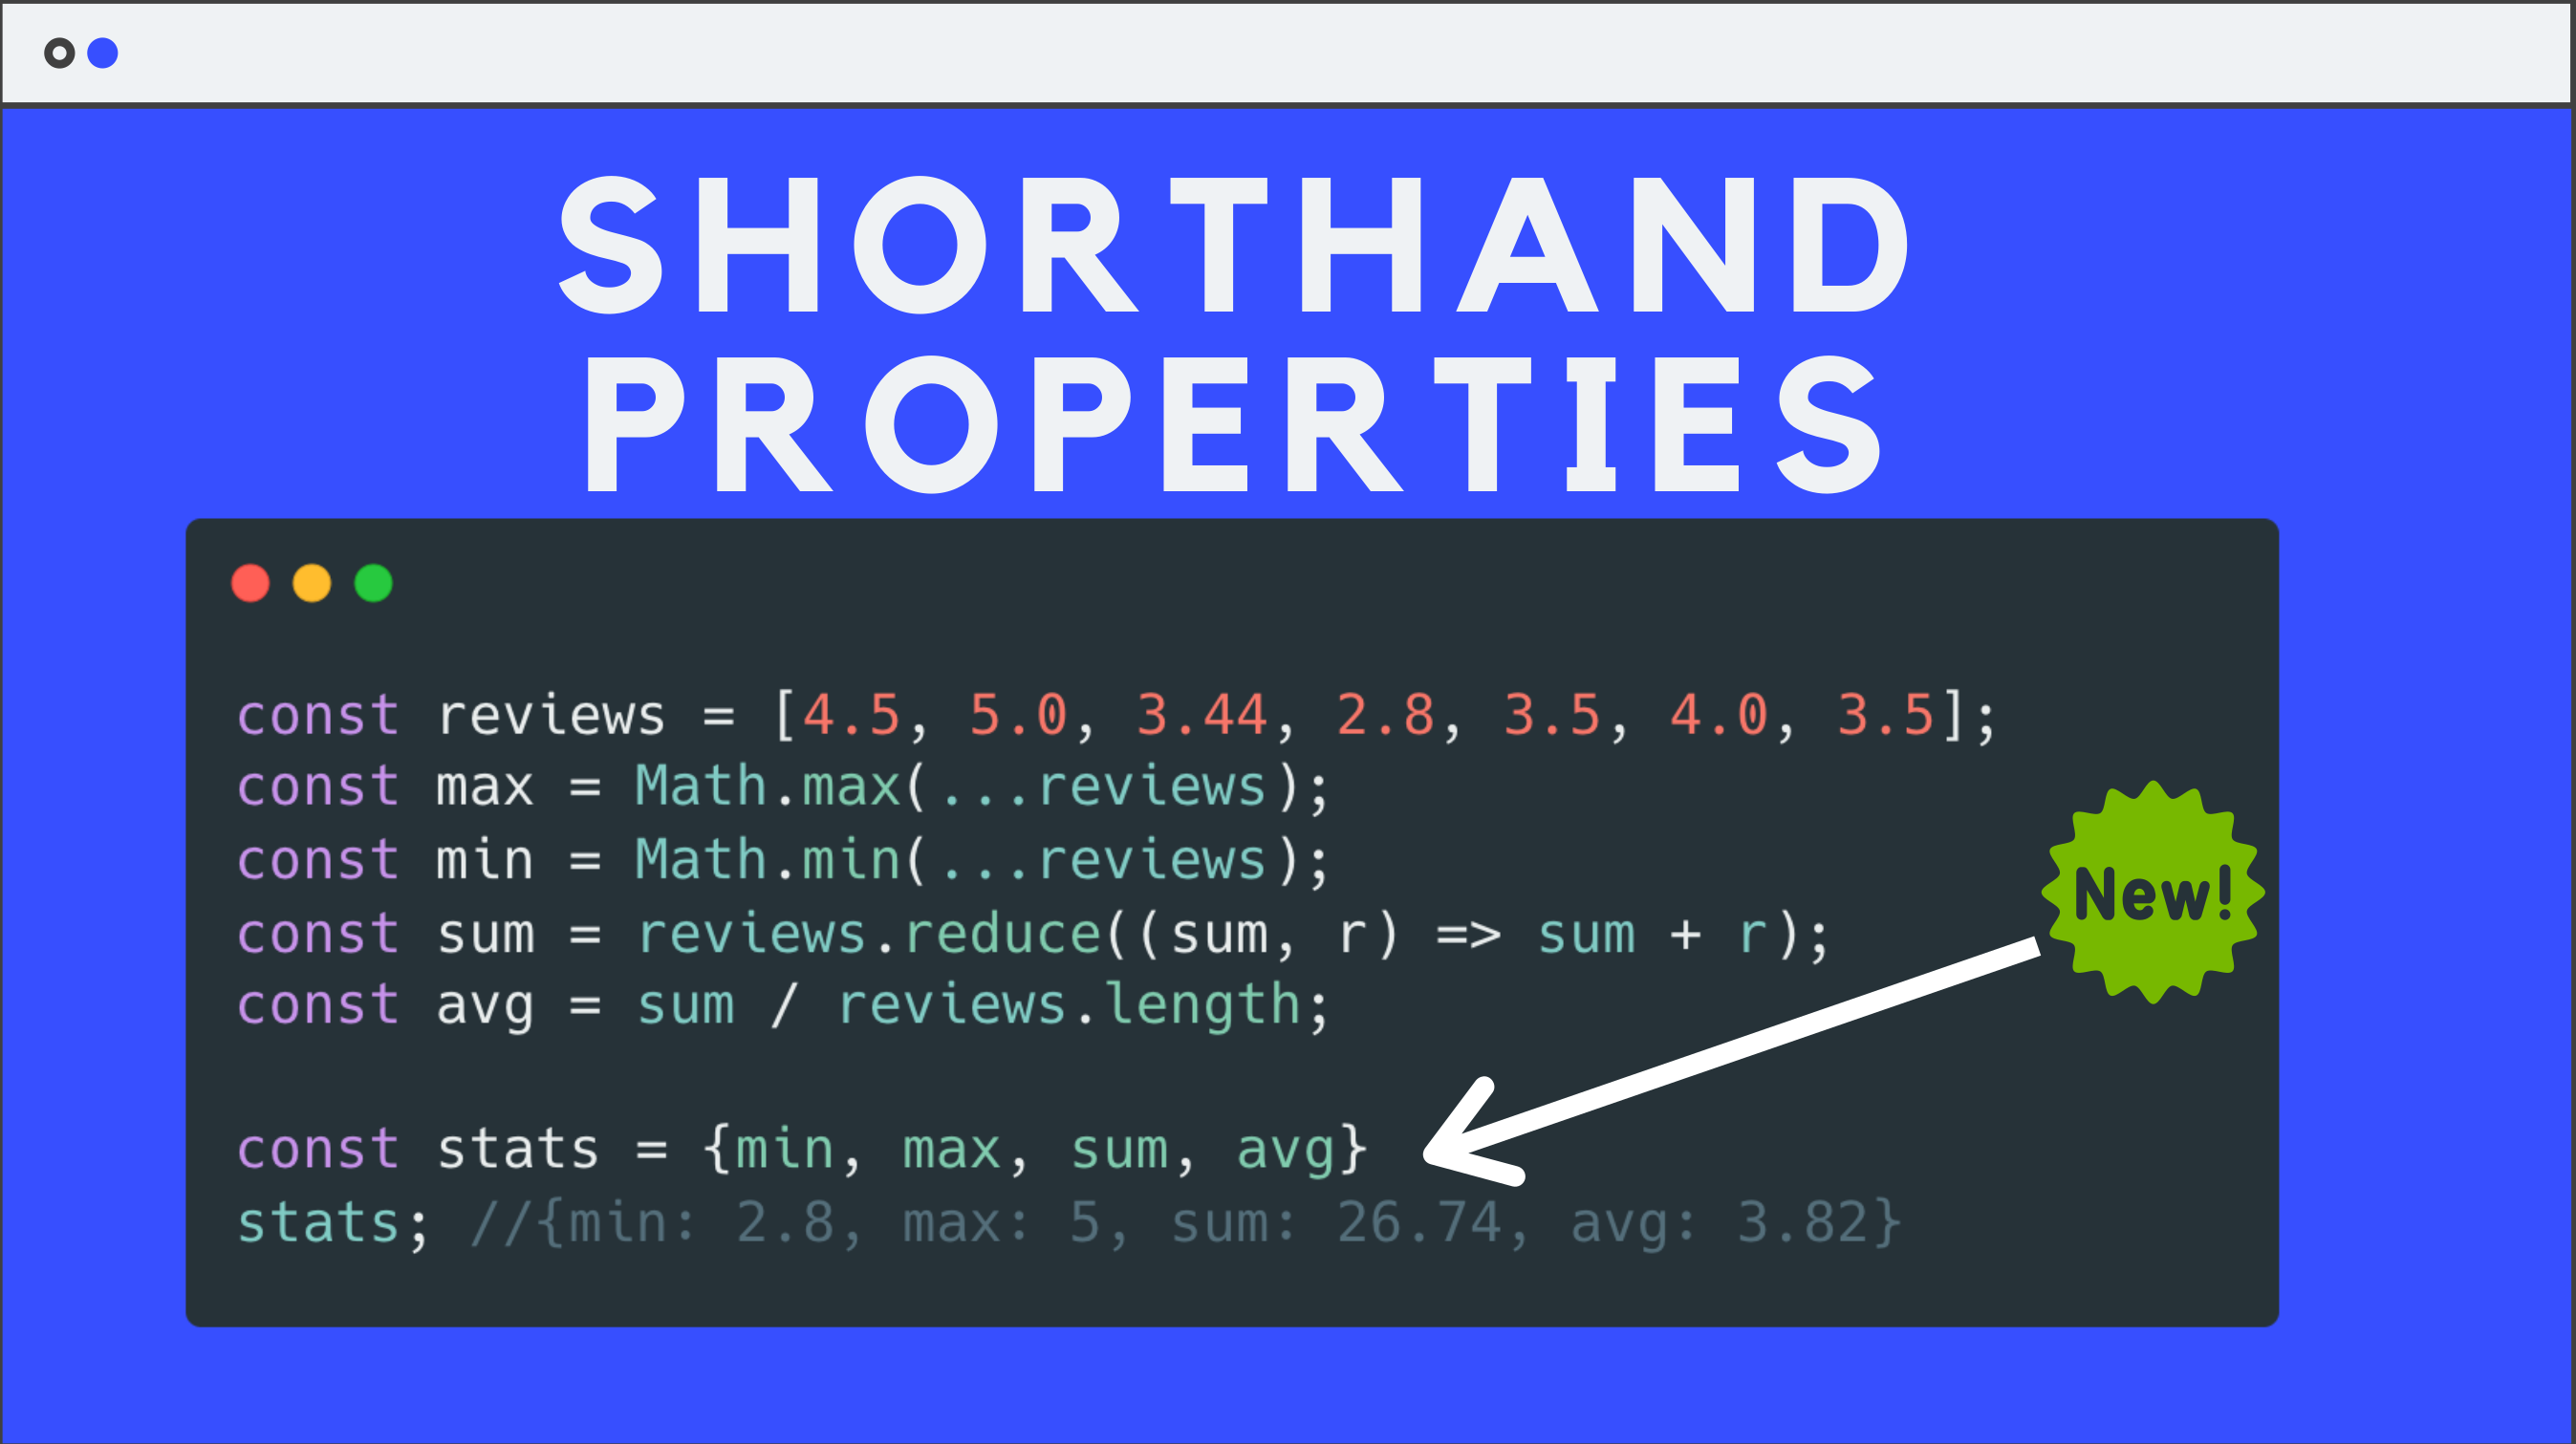 SHORTHAND
PROPERTIES
const reviews = [4.5, 5.0, 3.44, 2.8, 3.5, 4.0, 3.5];
const max = Math.max(...reviews);
const min = Math.min(...reviews);
const sum = reviews.reduce((sum, r) => sum + r);
const avg = sum / reviews.length;
New!
const stats = {min, max, sum, avg}
stats; //{min: 2.8, max: 5, sum: 26.74, avg: 3.82}